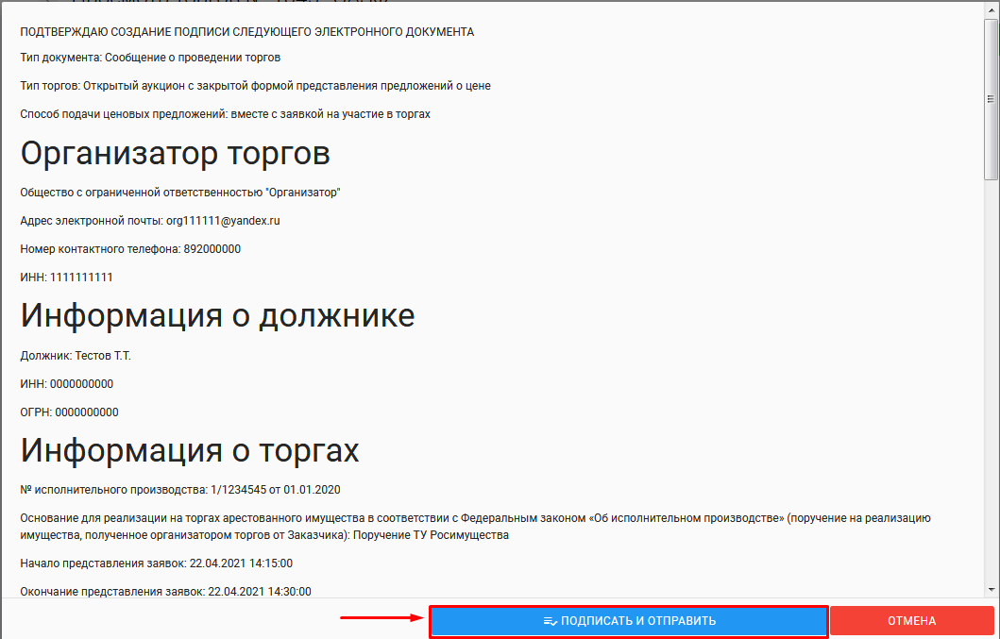 ПОДТВЕРЖДАЮ СОЗДАНИЕ ПОДПИСИ СЛЕДУЮЩЕГО ЭЛЕКТРОННОГО ДОКУМЕНТА
Тип документа: Сообщение о проведении торгов
Тип торгов: Открытый аукцион с закрытой формой представления предложений о цене
Способ подачи ценовых предложений: вместе с заявкой на участие в торгах
Организатор торгов
Общество с ограниченной ответственностью "Организатор"
Адрес электронной почты: org111111@yandex.ru
Номер контактного телефона: 892000000
ИНН: 1111111111
Информация о должнике
Должник: Тестов Т.Т.
ИНН: 0000000000
ОГРН: 0000000000
Информация о торгах
№ исполнительного производства: 1/1234545 от 01.01.2020
Основание для реализации на торгах арестованного имущества в соответствии с Федеральным законом «Об исполнительном производстве» (поручение на реализацию
имущества, полученное организатором торгов от Заказчика): Поручение ТУ Росимущества
Начало представления заявок: 22.04.2021 14:15:00
Окончание представления заявок: 22.04.2021 14:30:00
ПОДПИСАТЬ И ОТПРАВИТЬ
ОТМЕНА